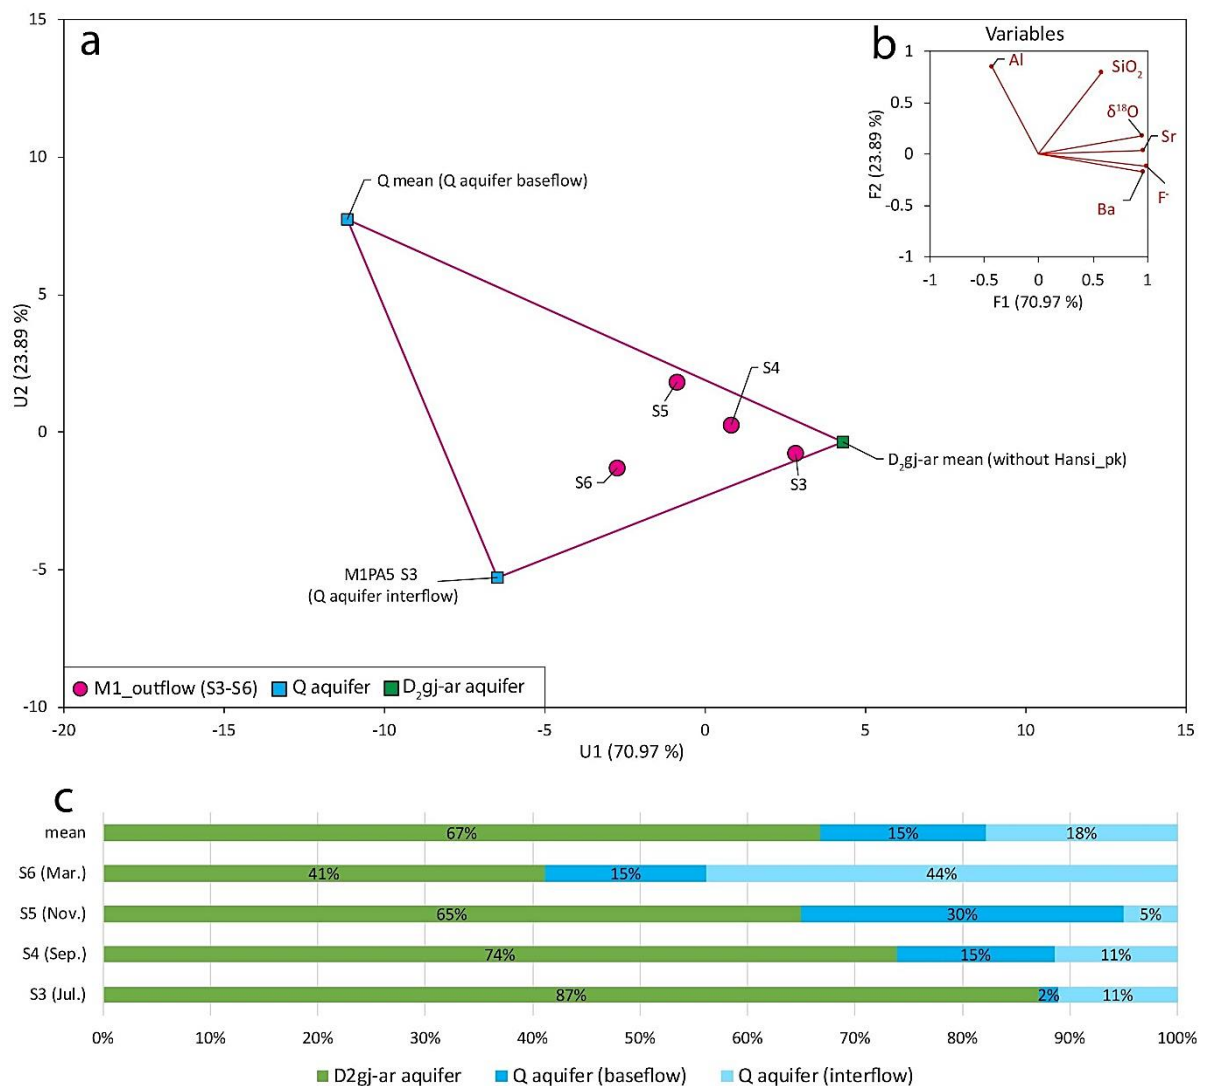 a
15
10
5
0
-5
-10
U2 (23.89 %)
-20
-15
-10
-5
0
5
10
15
U1 (70.97 %)
Q mean (Q aquifer baseflow)
S4
S5
S6
S3
D₂gj-ar mean (without Hansi_pk)
M1PA5 S3
(Q aquifer interflow)
M1_outflow (S3-S6) Q aquifer D₂gj-ar aquifer
b
Variables
1
0.5
0
-0.5
-1
F2 (23.89 %)
Al
SiO₂
δ¹⁸O
Sr
F⁻
Ba
-1 -0.5 0 0.5 1
F1 (70.97 %)
c
mean 67% 15% 18%
S6 (Mar.) 41% 15% 44%
S5 (Nov.) 65% 30% 5%
S4 (Sep.) 74% 15% 11%
S3 (Jul.) 87% 2% 11%
0% 10% 20% 30% 40% 50% 60% 70% 80% 90% 100%
D2gj-ar aquifer Q aquifer (baseflow) Q aquifer (interflow)